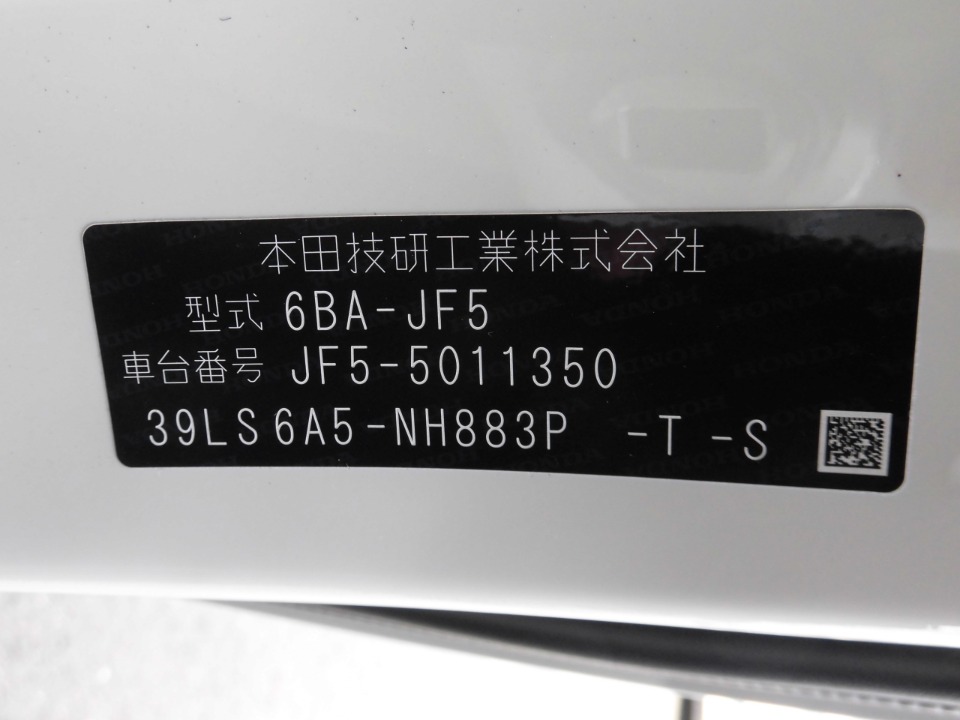 本田技研工業株式会社
型式 6BA-JF5
車台番号 JF5-5011350
39LS6A5-NH883P -T -S